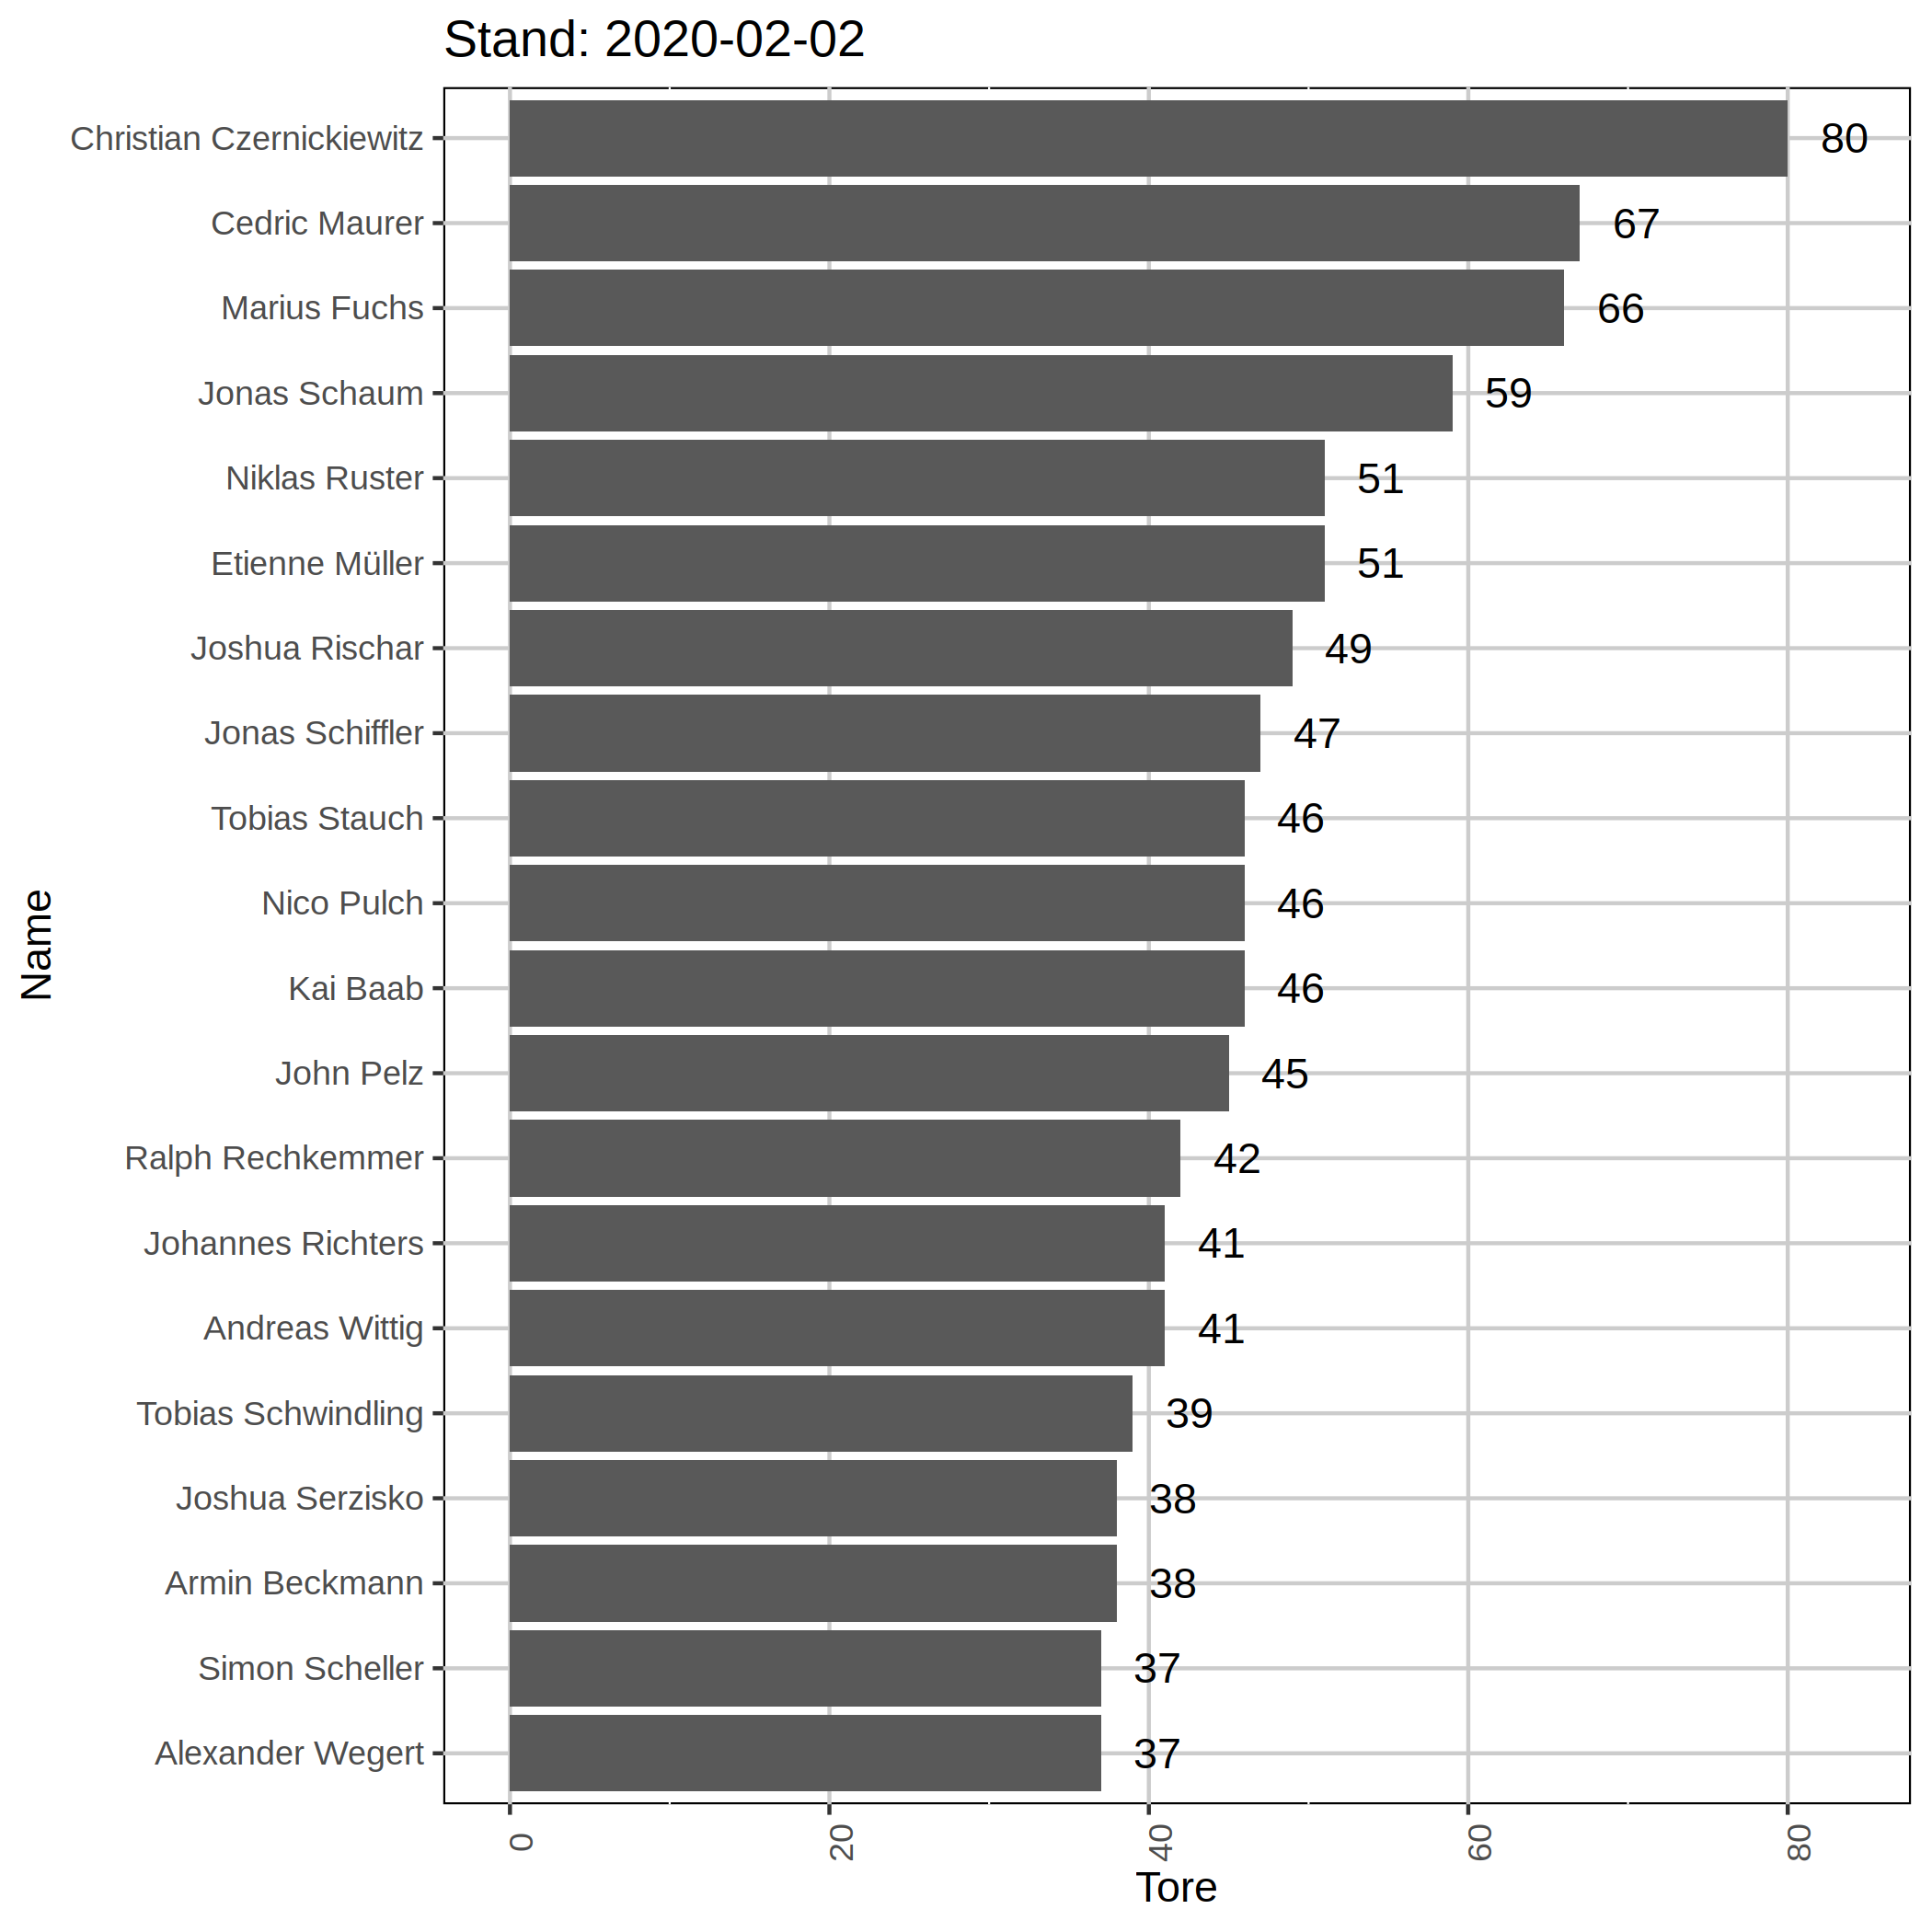 Stand: 2020-02-02
Christian Czernickiewitz 80
Cedric Maurer 67
Marius Fuchs 66
Jonas Schaum 59
Niklas Ruster 51
Etienne Müller 51
Joshua Rischar 49
Jonas Schiffler 47
Tobias Stauch 46
Nico Pulch 46
Kai Baab 46
John Pelz 45
Ralph Rechkemmer 42
Johannes Richters 41
Andreas Wittig 41
Tobias Schwindling 39
Joshua Serzisko 38
Armin Beckmann 38
Simon Scheller 37
Alexander Wegert 37
Name
0 20 40 60 80
Tore